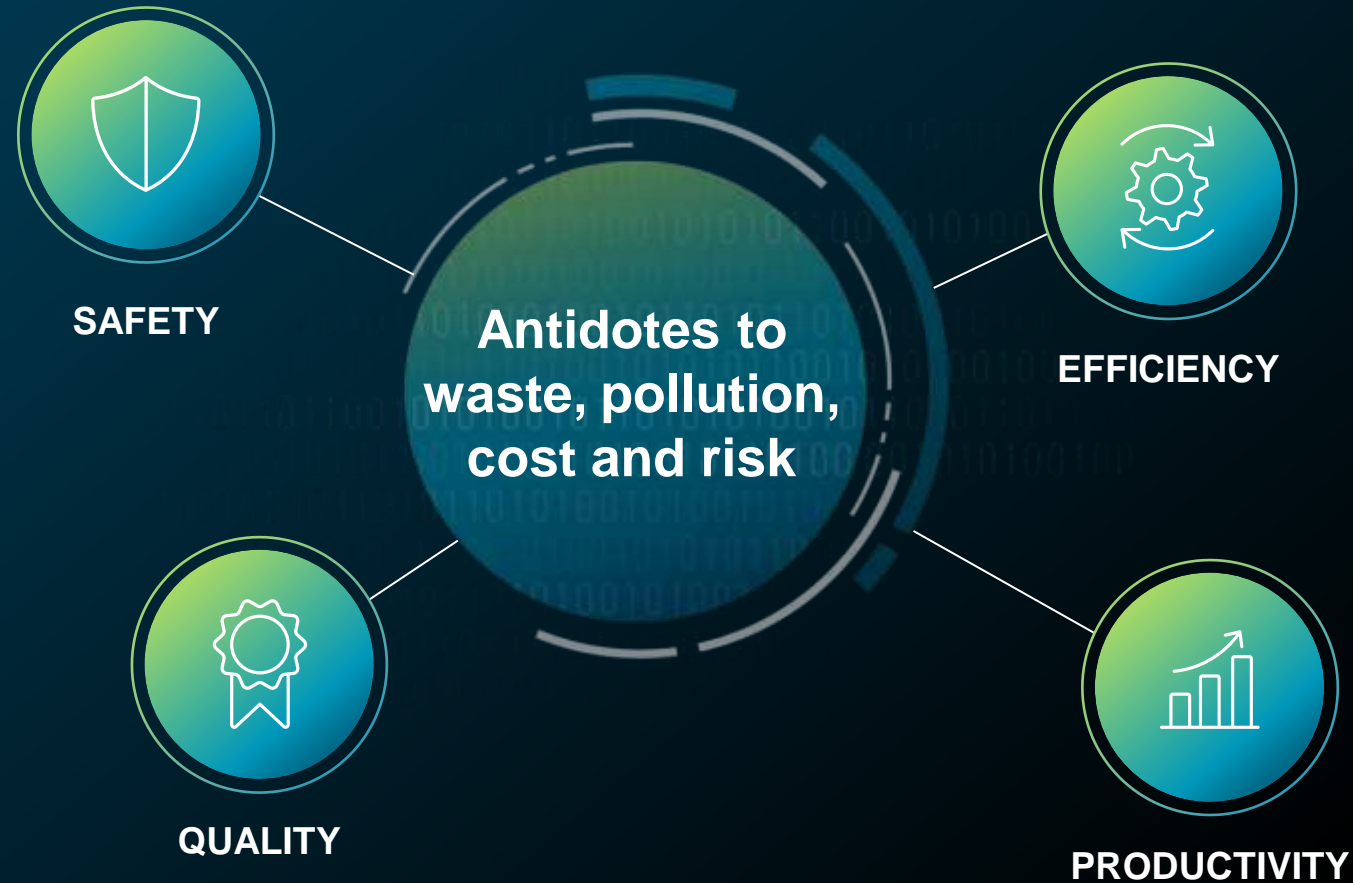 SAFETY
Antidotes to
waste, pollution,
cost and risk
EFFICIENCY
QUALITY
PRODUCTIVITY